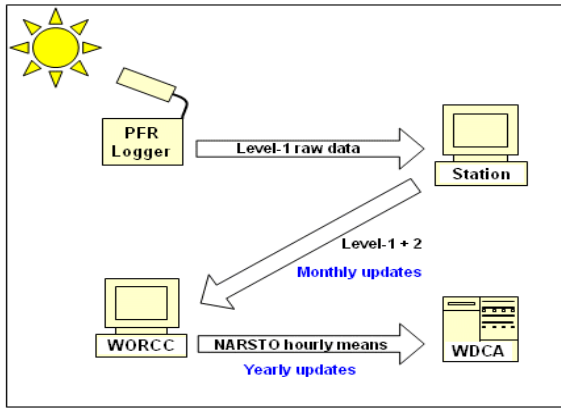 PFR
Logger
Level-1 raw data
Station
Level-1 + 2
Monthly updates
WORCC
NARSTO hourly means
WDCA
Yearly updates